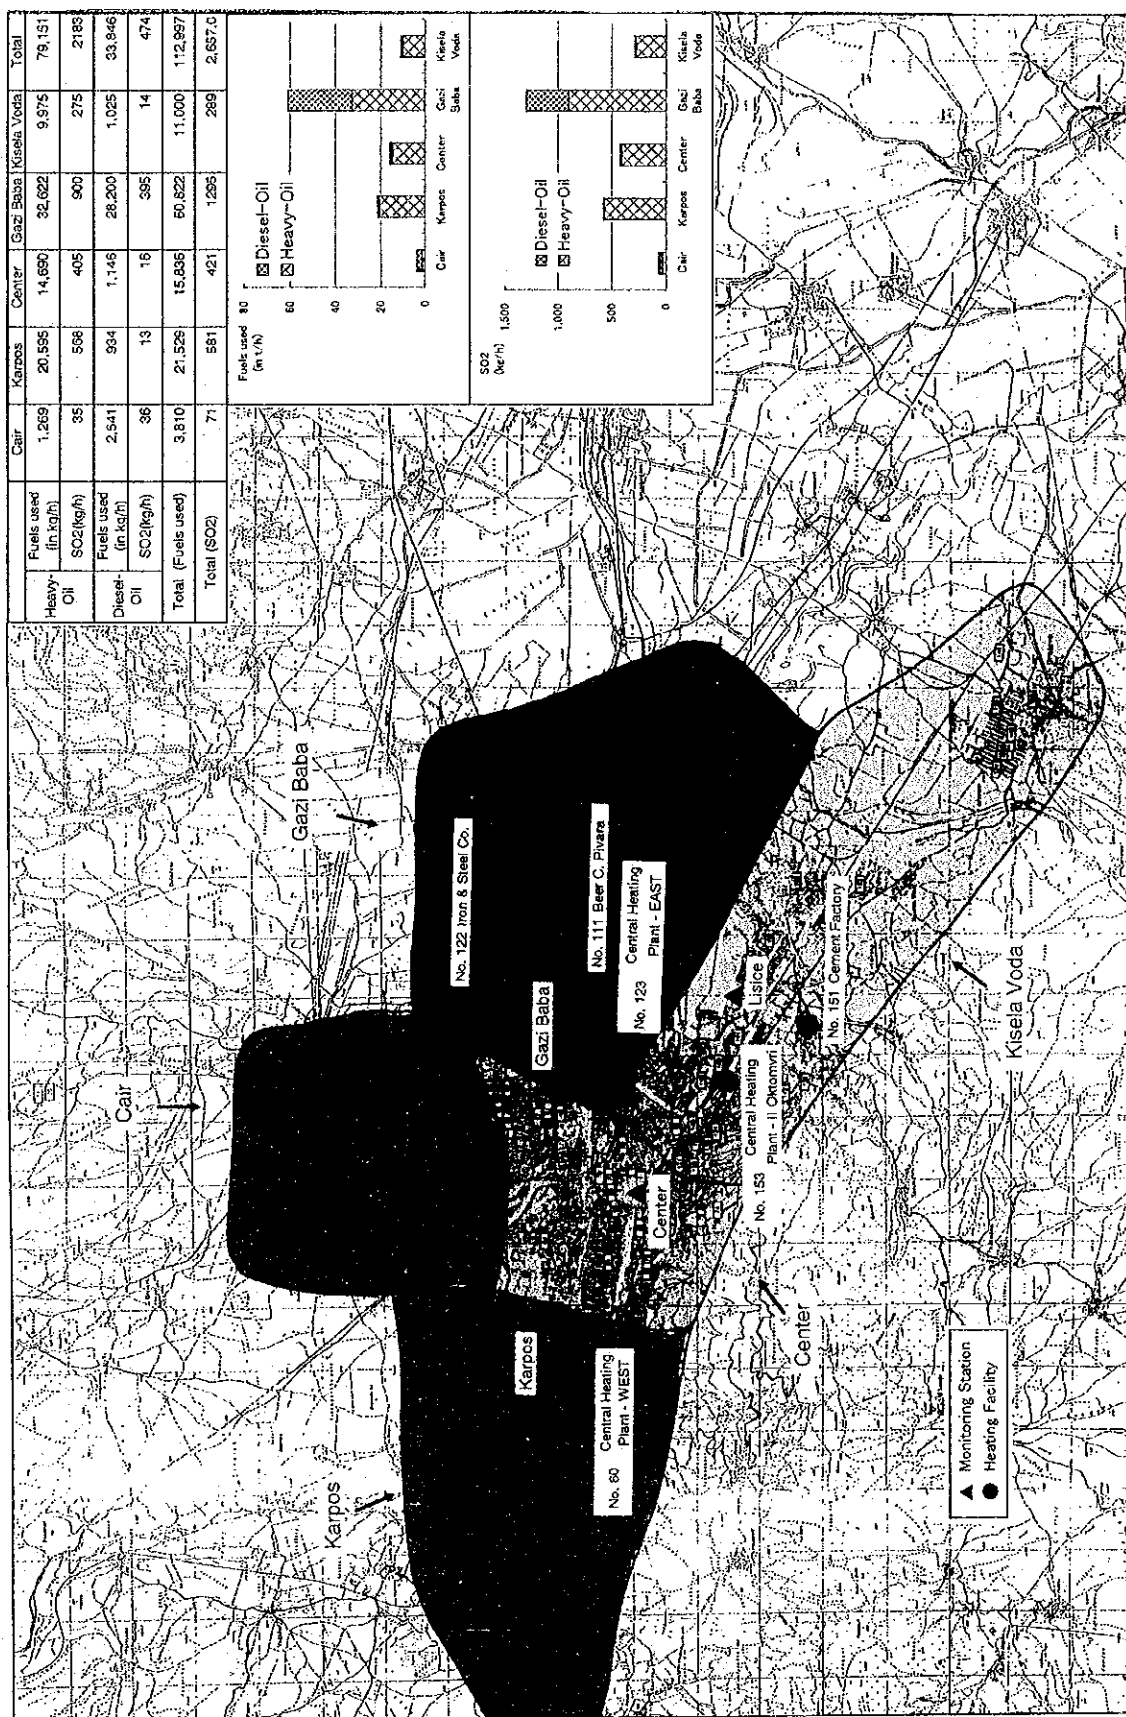 Cair Karpos Center Gazi Baba Kisela Voda Total
Heavy-Oil Fuels used (in kg/h) 1,269 20,595 14,690 32,622 9,975 79,151
SO2(kg/h) 35 568 405 900 275 2183
Diesel Oil Fuels used (in kg/h) 2,541 934 1,146 28,200 1,025 33,846
SO2(kg/h) 36 13 16 395 14 474
Total (Fuels used) 3,810 21,529 15,836 60,822 11,000 112,997
Total (SO2) 71 581 421 1295 289 2,657.0
Fuels used
(in t/h)
80
60
40
20
0
Diesel-Oil
Heavy-Oil
Cair Karpos Center Gazi Baba Kisela Voda
SO2
(kg/h)
1,500
1,000
500
0
Diesel-Oil
Heavy-Oil
Cair Karpos Center Gazi Baba Kisela Voda
Cair
Gazi Baba
Karpos
No. 122 Iron & Steel Co.
Gazi Baba
Karpos
No. 111 Beer C. Pivara
No. 60 Central Heating
Plant - WEST
No. 123 Central Heating
Plant - EAST
Center
Lisice
No. 153 Central Heating
Plant - II Oktomvri
No. 151 Cement Factory
Center
Kisela Voda
Monitoring Station
Heating Facility